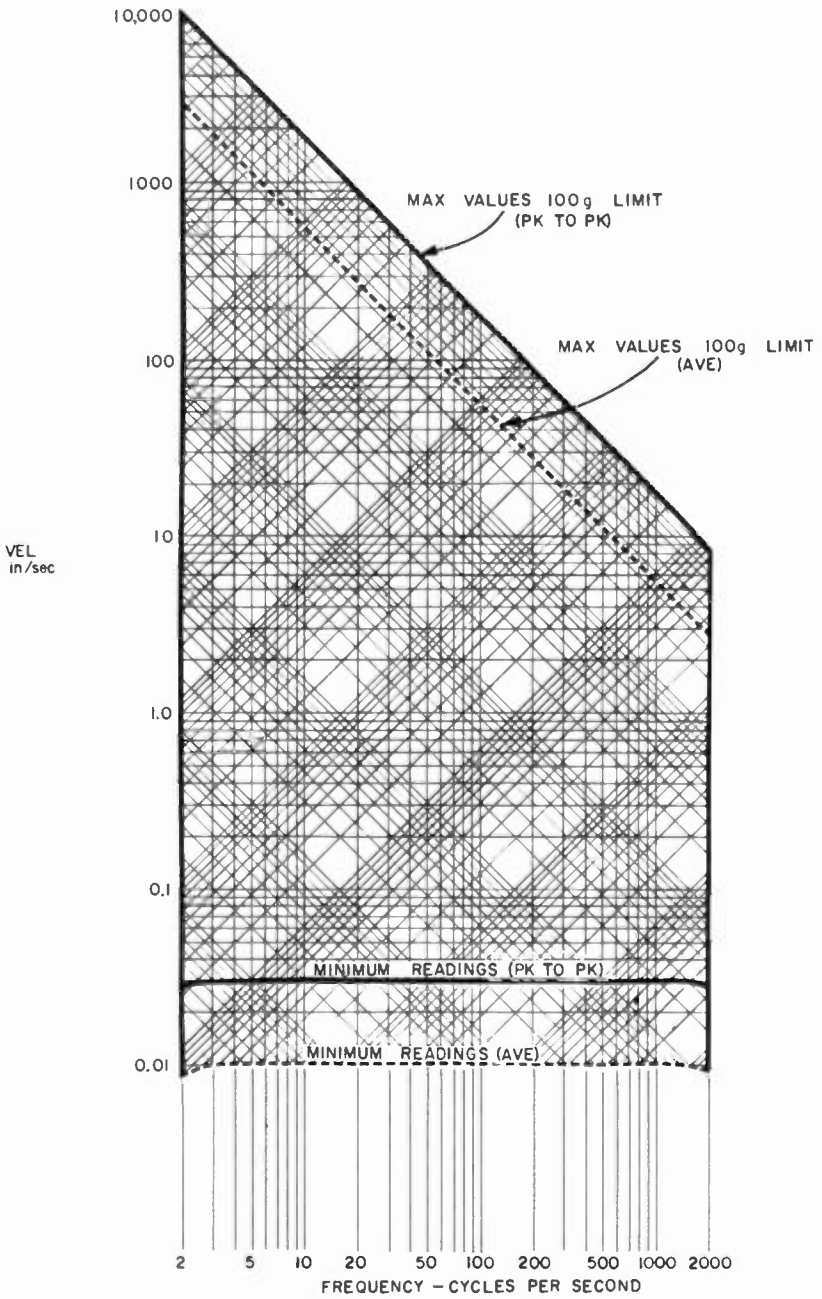 10,000
1000
100
10
1.0
0.1
0.01
VEL
in/sec
MAX VALUES 100g LIMIT
(PK TO PK)
MAX VALUES 100g LIMIT
(AVE)
MINIMUM READINGS (PK TO PK)
MINIMUM READINGS (AVE)
2 5 10 20 50 100 200 500 1000 2000
FREQUENCY – CYCLES PER SECOND